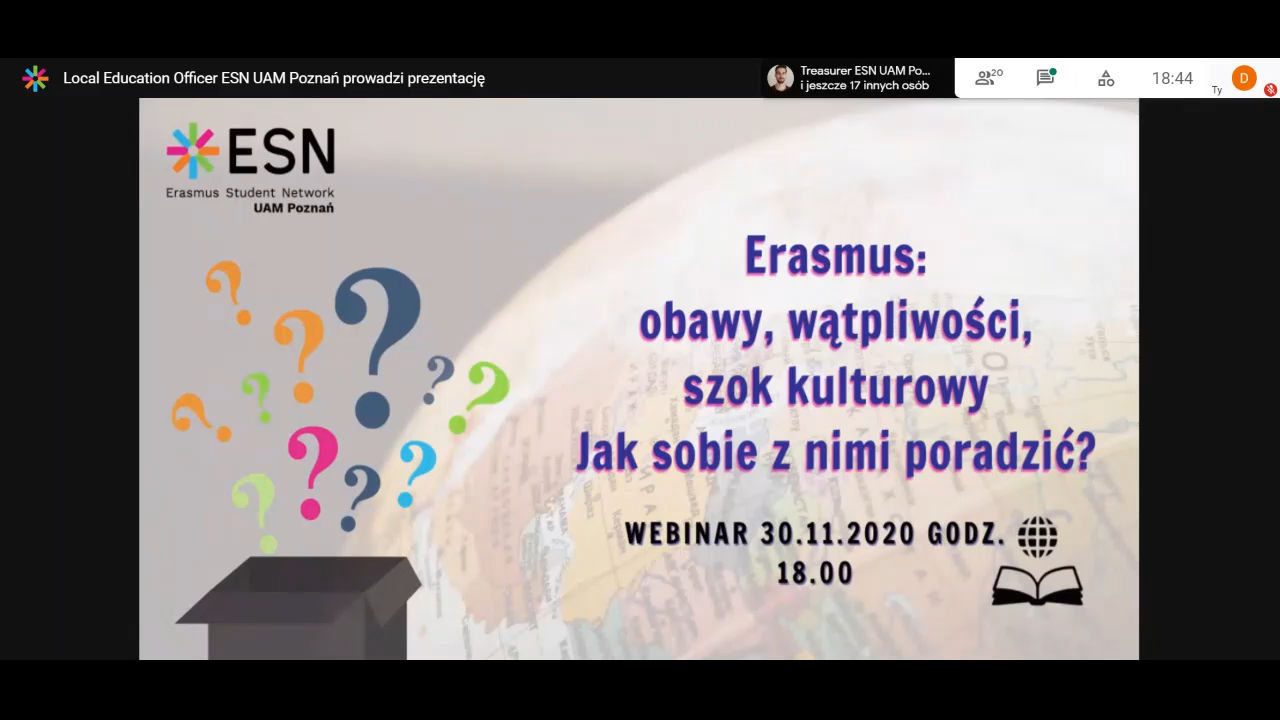 Local Education Officer ESN UAM Poznań prowadzi prezentację
Treasurer ESN UAM Po...
i jeszcze 17 innych osób
20
18:44
Ty
D
ESN
Erasmus Student Network
UAM Poznań
Erasmus:
obawy, wątpliwości,
szok kulturowy
Jak sobie z nimi poradzić?
WEBINAR 30.11.2020 GODZ.
18.00